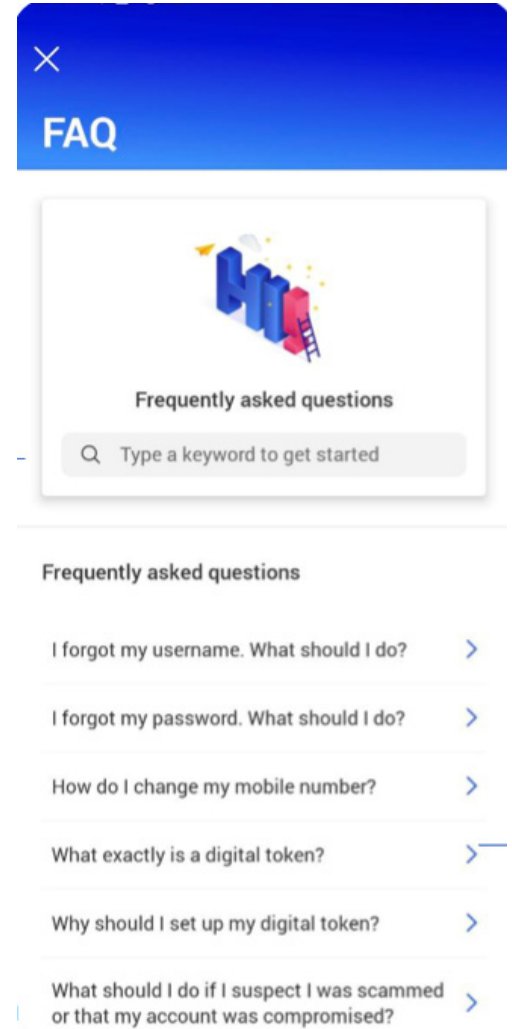 FAQ
HI!
Frequently asked questions
Type a keyword to get started
Frequently asked questions
I forgot my username. What should I do?
I forgot my password. What should I do?
How do I change my mobile number?
What exactly is a digital token?
Why should I set up my digital token?
What should I do if I suspect I was scammed
or that my account was compromised?